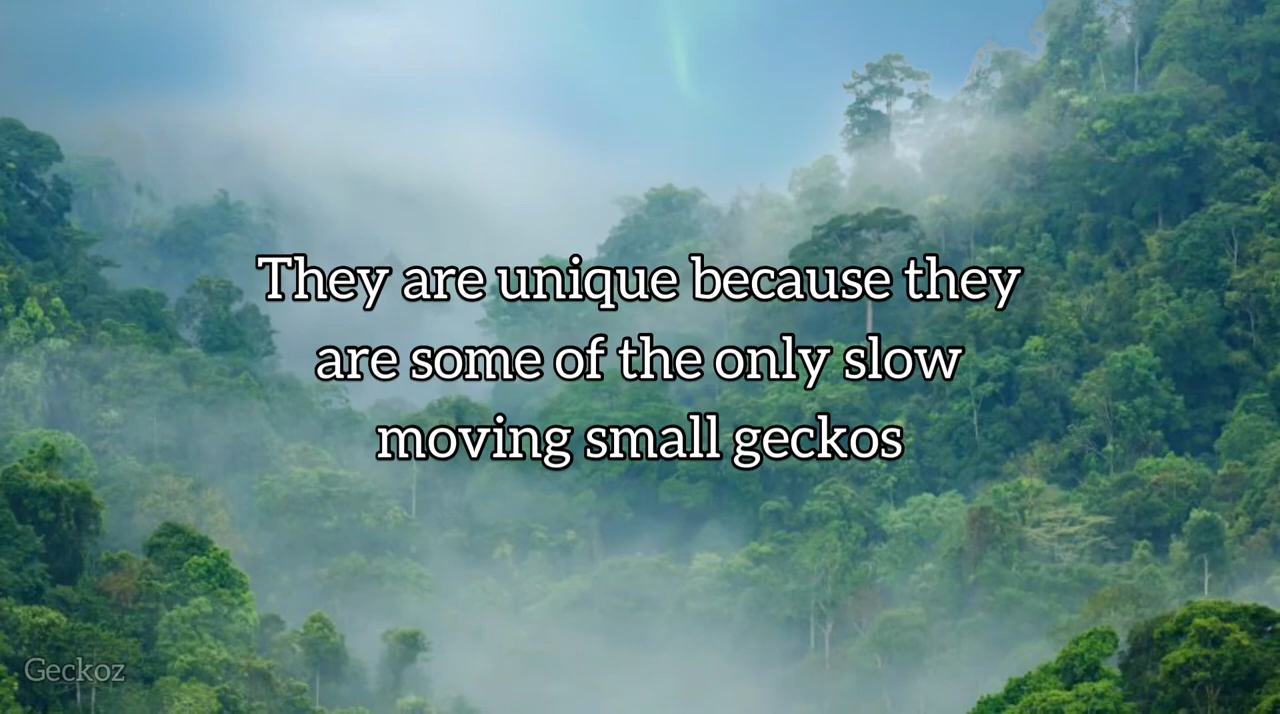 They are unique because they
are some of the only slow
moving small geckos
Geckoz